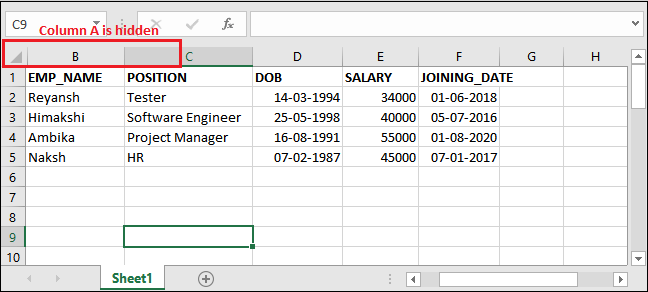 C9
Column A is hidden
B C D E F G H
1 EMP_NAME POSITION DOB SALARY JOINING_DATE
2 Reyansh Tester 14-03-1994 34000 01-06-2018
3 Himakshi Software Engineer 25-05-1998 40000 05-07-2016
4 Ambika Project Manager 16-08-1991 55000 01-08-2020
5 Naksh HR 07-02-1987 45000 07-01-2017
6
7
8
9
10
Sheet1